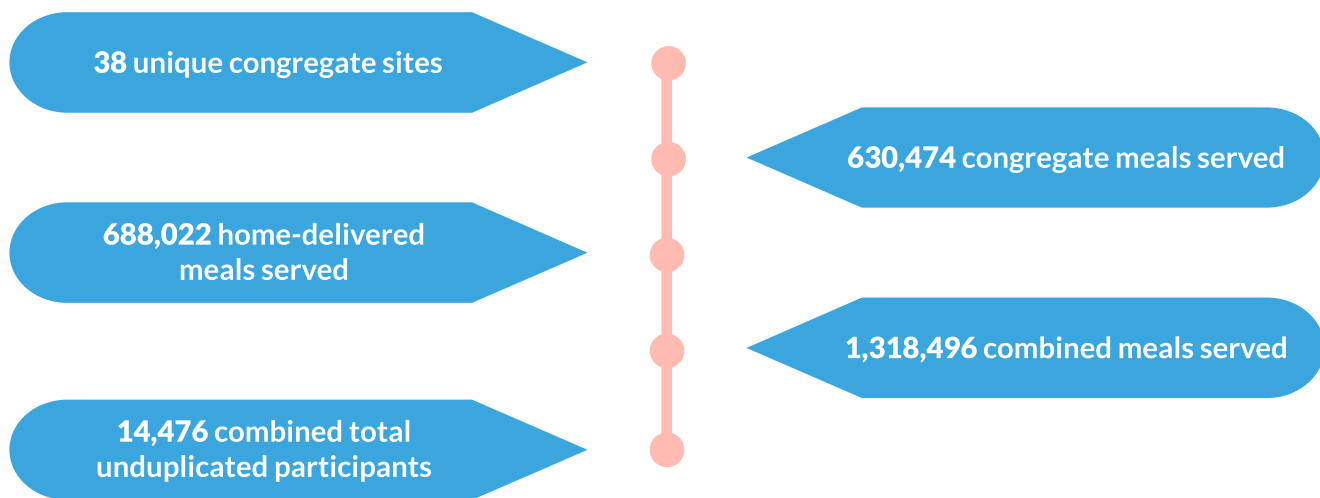 38 unique congregate sites
630,474 congregate meals served
688,022 home-delivered
meals served
1,318,496 combined meals served
14,476 combined total
unduplicated participants